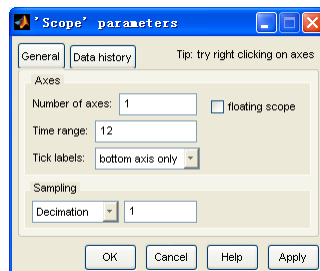 'Scope' parameters
General Data history Tip: try right clicking on axes
Axes
Number of axes: 1 floating scope
Time range: 12
Tick labels: bottom axis only
Sampling
Decimation 1
OK Cancel Help Apply